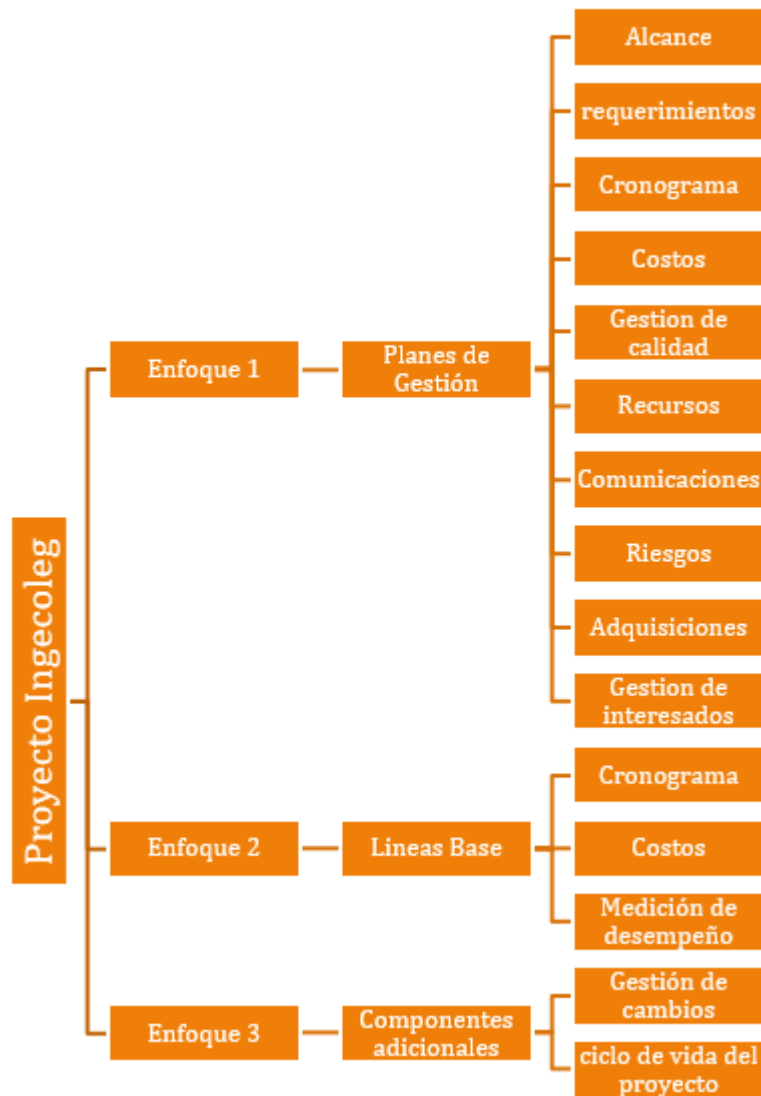 Proyecto Ingecoleg
Enfoque 1
Planes de
Gestión
Alcance
requerimientos
Cronograma
Costos
Gestion de
calidad
Recursos
Comunicaciones
Riesgos
Adquisiciones
Gestion de
interesados
Enfoque 2
Lineas Base
Cronograma
Costos
Medición de
desempeño
Enfoque 3
Componentes
adicionales
Gestión de
cambios
ciclo de vida del
proyecto